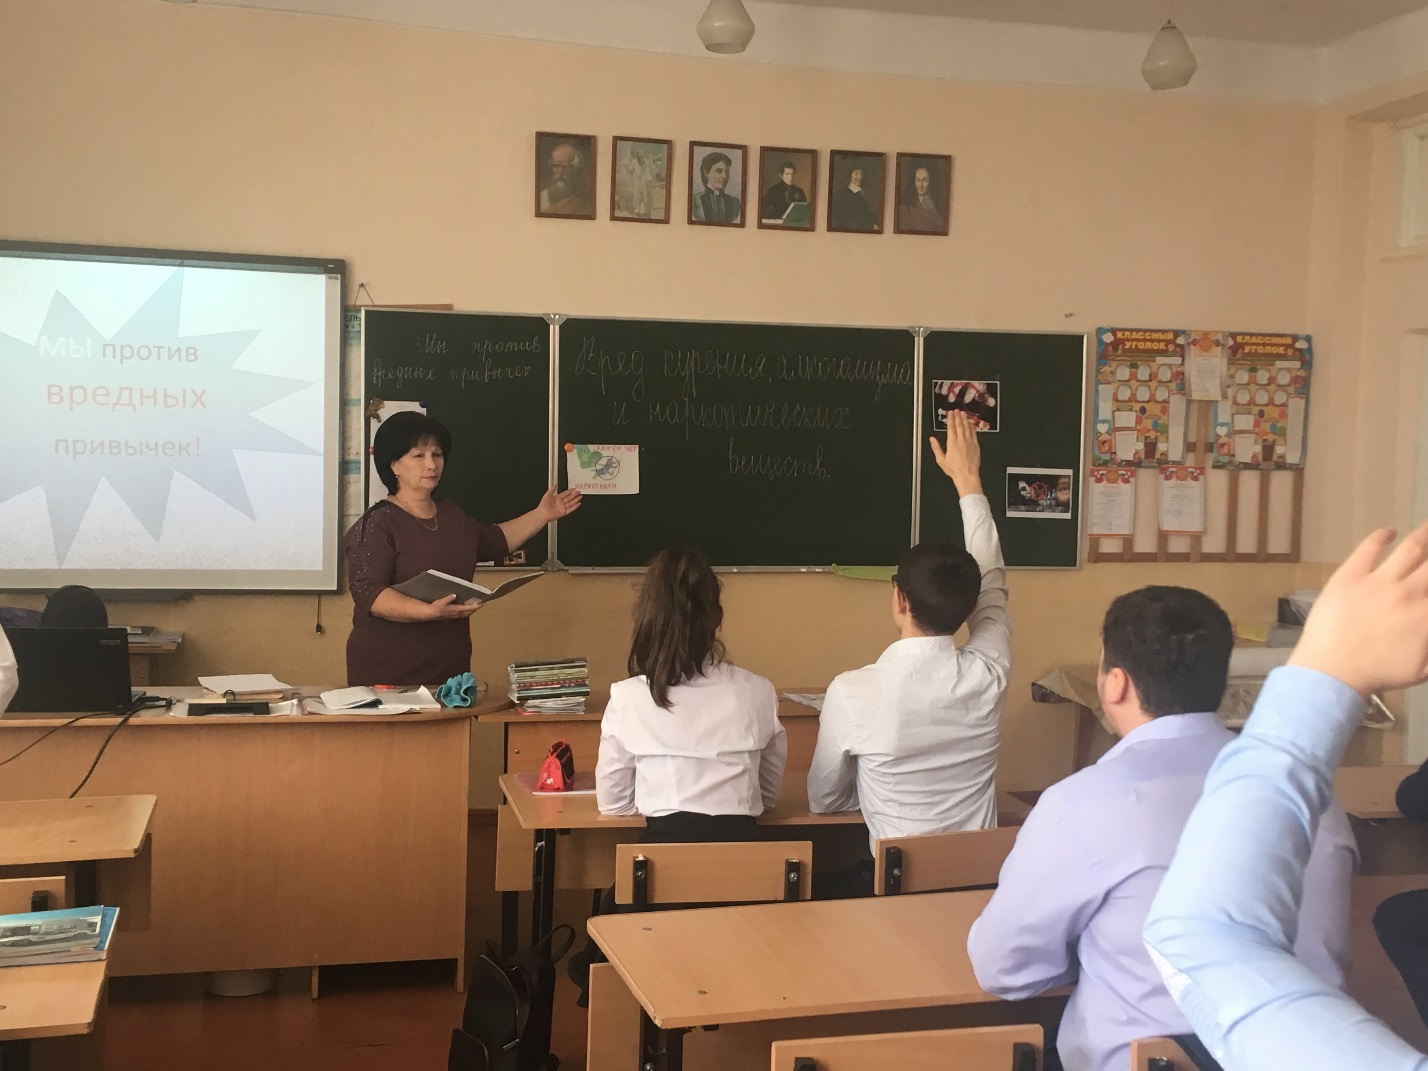 мы против
вредных
привычек!
Мы против
вредных привычек
Вред курения, алкоголизма
и наркотических
веществ.
СКАЖЕМ НЕТ
НАРКОТИКАМ
КЛАССНЫЙ
УГОЛОК
КЛАССНЫЙ
УГОЛОК